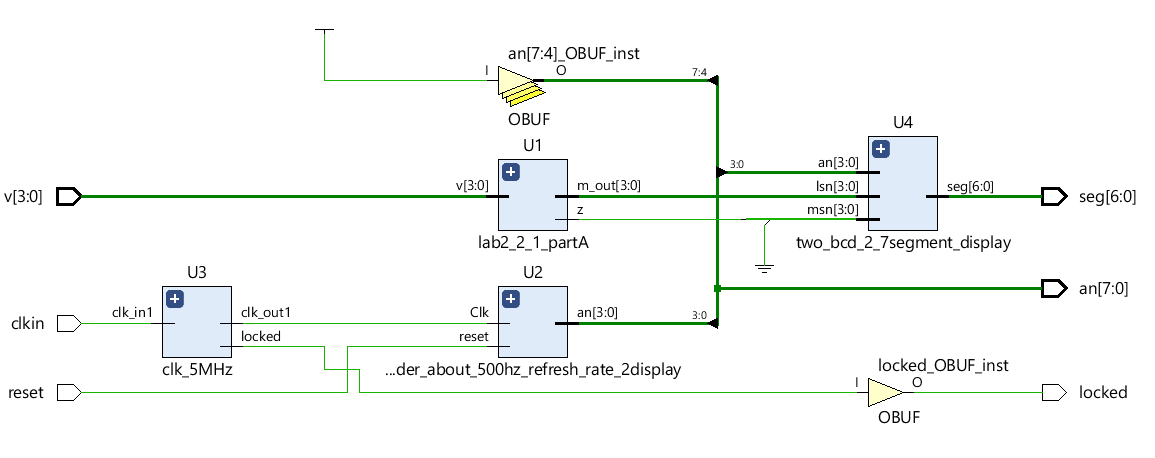 an[7:4]_OBUF_inst
I
O
7:4
OBUF
U1
U4
v[3:0]
v[3:0]
m_out[3:0]
z
lab2_2_1_partA
3:0
an[3:0]
lsn[3:0]
msn[3:0]
seg[6:0]
seg[6:0]
two_bcd_2_7segment_display
U3
U2
an[7:0]
clkin
clk_in1
clk_out1
locked
clk_5MHz
Clk
reset
an[3:0]
3:0
...der_about_500hz_refresh_rate_2display
reset
locked_OBUF_inst
I
O
OBUF
locked